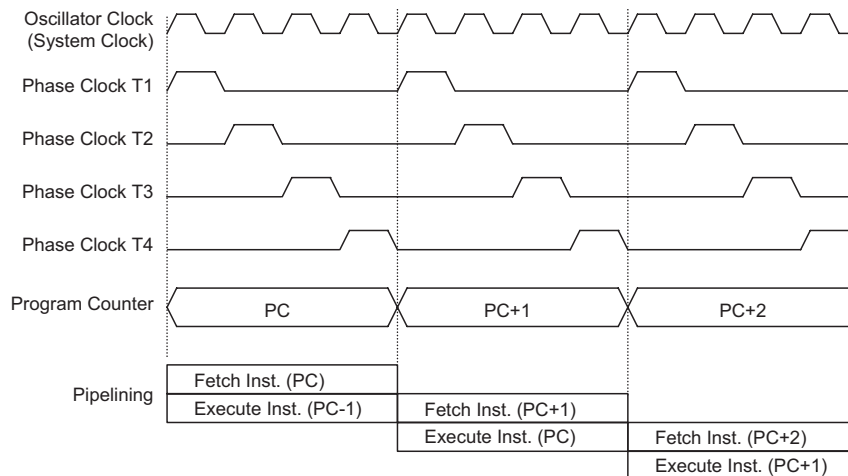 Oscillator Clock
(System Clock)
Phase Clock T1
Phase Clock T2
Phase Clock T3
Phase Clock T4
Program Counter
PC
PC+1
PC+2
Pipelining
Fetch Inst. (PC)
Execute Inst. (PC-1)
Fetch Inst. (PC+1)
Execute Inst. (PC)
Fetch Inst. (PC+2)
Execute Inst. (PC+1)